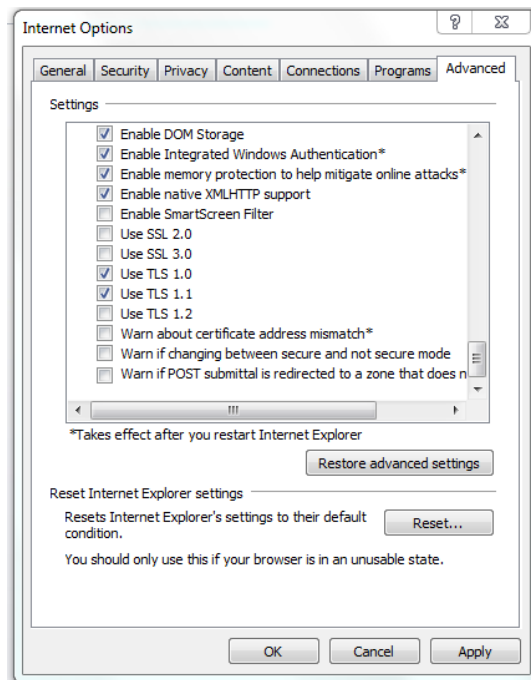 Internet Options
General Security Privacy Content Connections Programs Advanced
Settings
Enable DOM Storage
Enable Integrated Windows Authentication*
Enable memory protection to help mitigate online attacks*
Enable native XMLHTTP support
Enable SmartScreen Filter
Use SSL 2.0
Use SSL 3.0
Use TLS 1.0
Use TLS 1.1
Use TLS 1.2
Warn about certificate address mismatch*
Warn if changing between secure and not secure mode
Warn if POST submittal is redirected to a zone that does n
*Takes effect after you restart Internet Explorer
Restore advanced settings
Reset Internet Explorer settings
Resets Internet Explorer's settings to their default
condition.
Reset...
You should only use this if your browser is in an unusable state.
OK Cancel Apply